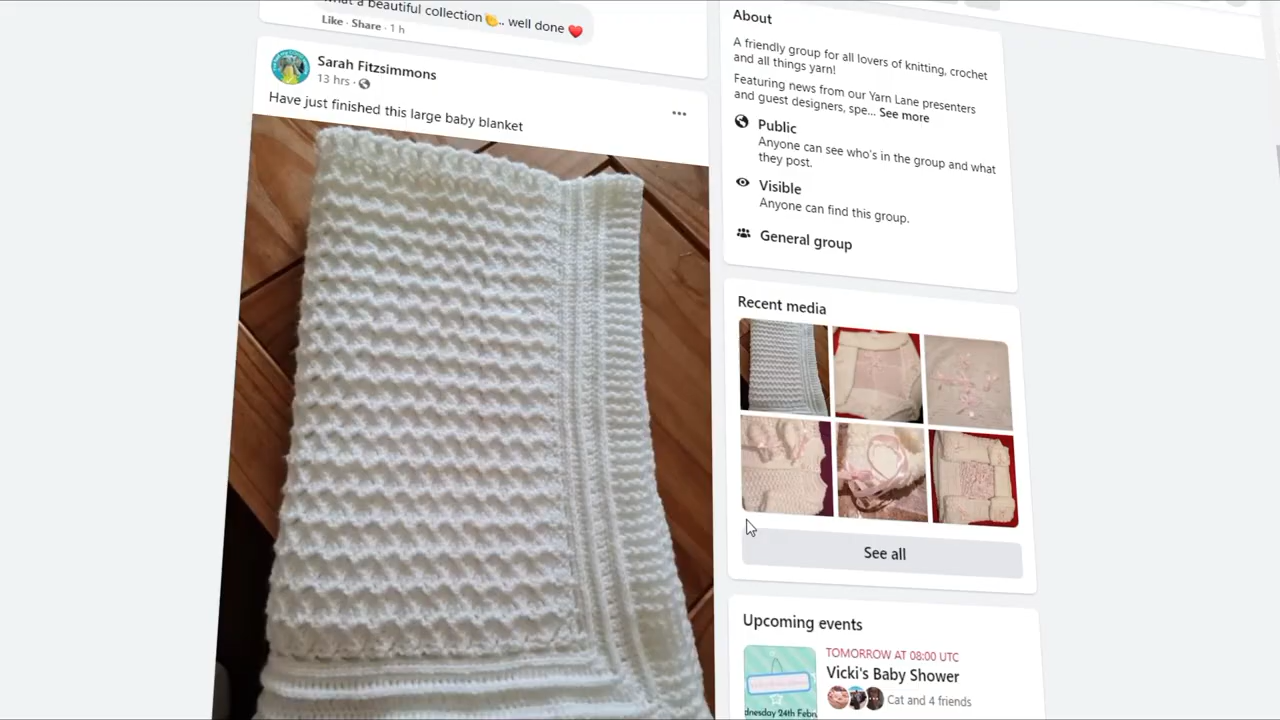 what a beautiful collection👏.. well done ❤️
Like · Share · 1 h
Sarah Fitzsimmons
13 hrs ·
Have just finished this large baby blanket
About
A friendly group for all lovers of knitting, crochet
and all things yarn!
Featuring news from our Yarn Lane presenters
and guest designers, spe... See more
Public
Anyone can see who's in the group and what
they post.
Visible
Anyone can find this group.
General group
Recent media
See all
Upcoming events
TOMORROW AT 08:00 UTC
Vicki's Baby Shower
Cat and 4 friends